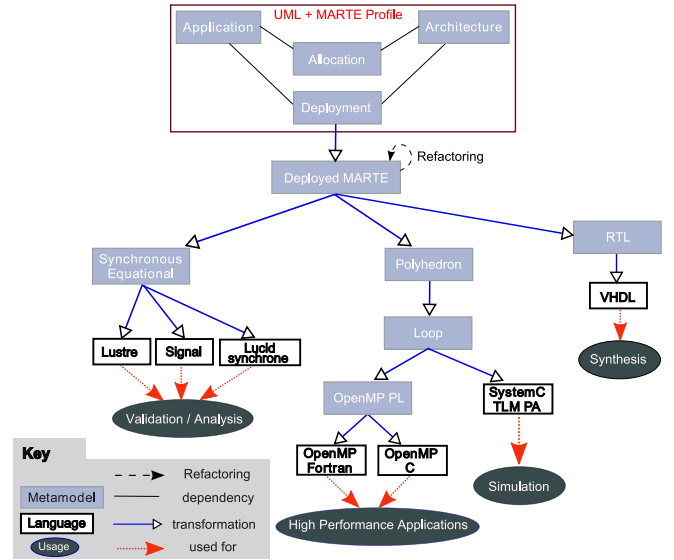 UML + MARTE Profile
Application
Architecture
Allocation
Deployment
Deployed MARTE
Refactoring
Synchronous
Equational
Polyhedron
RTL
VHDL
Loop
Lustre
Signal
Lucid
synchrone
Synthesis
OpenMP PL
SystemC
TLM PA
Validation / Analysis
OpenMP
Fortran
OpenMP
C
Simulation
High Performance Applications
Key
Refactoring
Metamodel
dependency
Language
transformation
Usage
used for